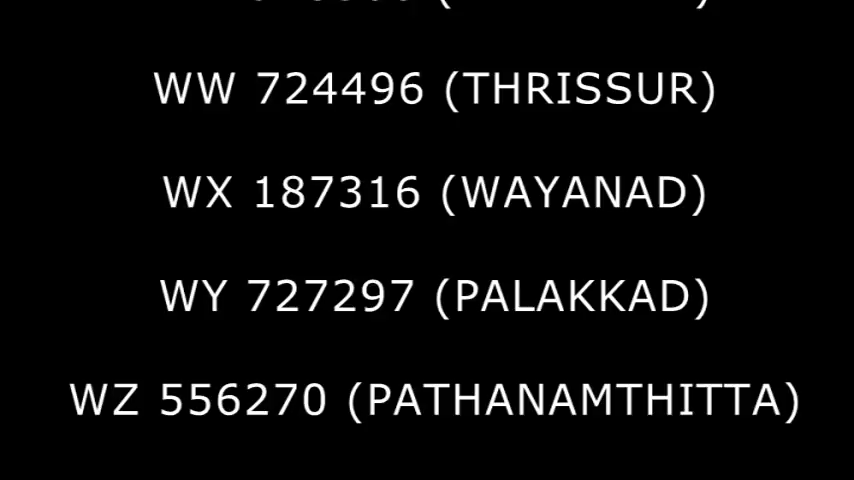 WW 724496 (THRISSUR)
WX 187316 (WAYANAD)
WY 727297 (PALAKKAD)
WZ 556270 (PATHANAMTHITTA)